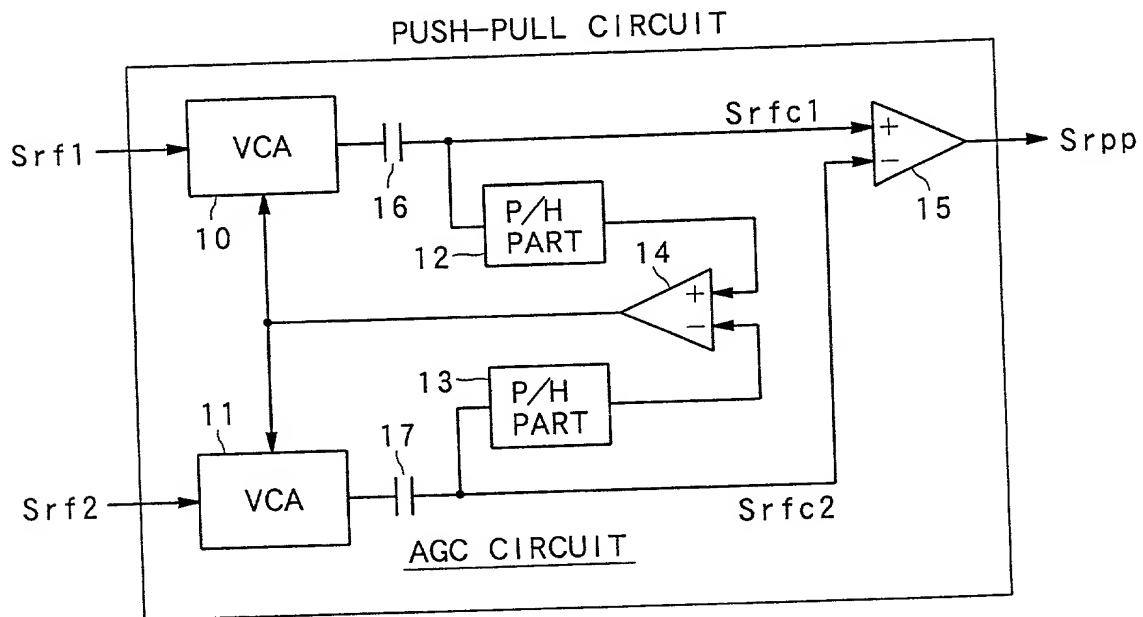 PUSH-PULL CIRCUIT
Srf1
VCA
10
16
Srfc1
+
−
15
Srpp
P/H
PART
12
14
+
−
13
P/H
PART
11
Srf2
VCA
17
Srfc2
AGC CIRCUIT